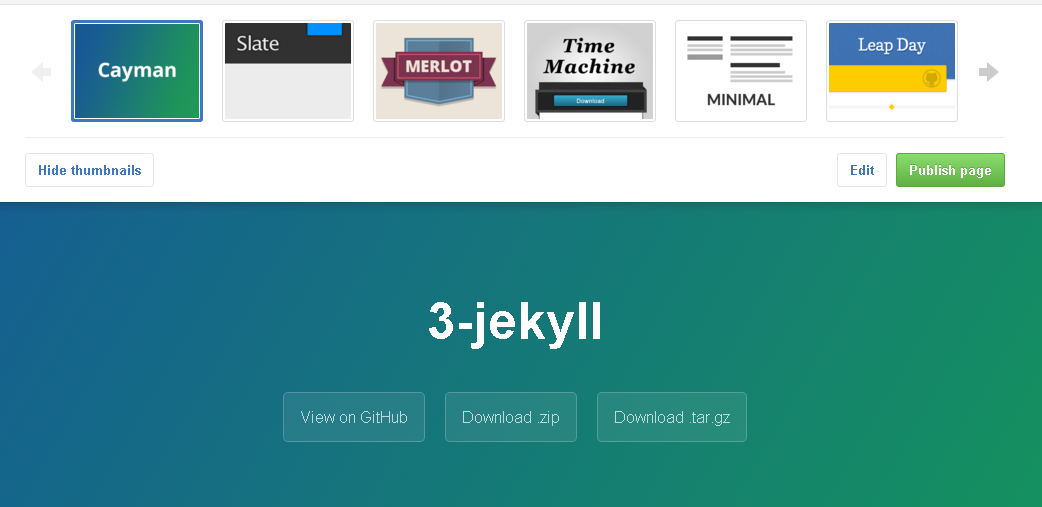 Cayman
Slate
MERLOT
Time
Machine
Download
MINIMAL
Leap Day
Hide thumbnails
Edit
Publish page
3-jekyll
View on GitHub
Download .zip
Download .tar.gz